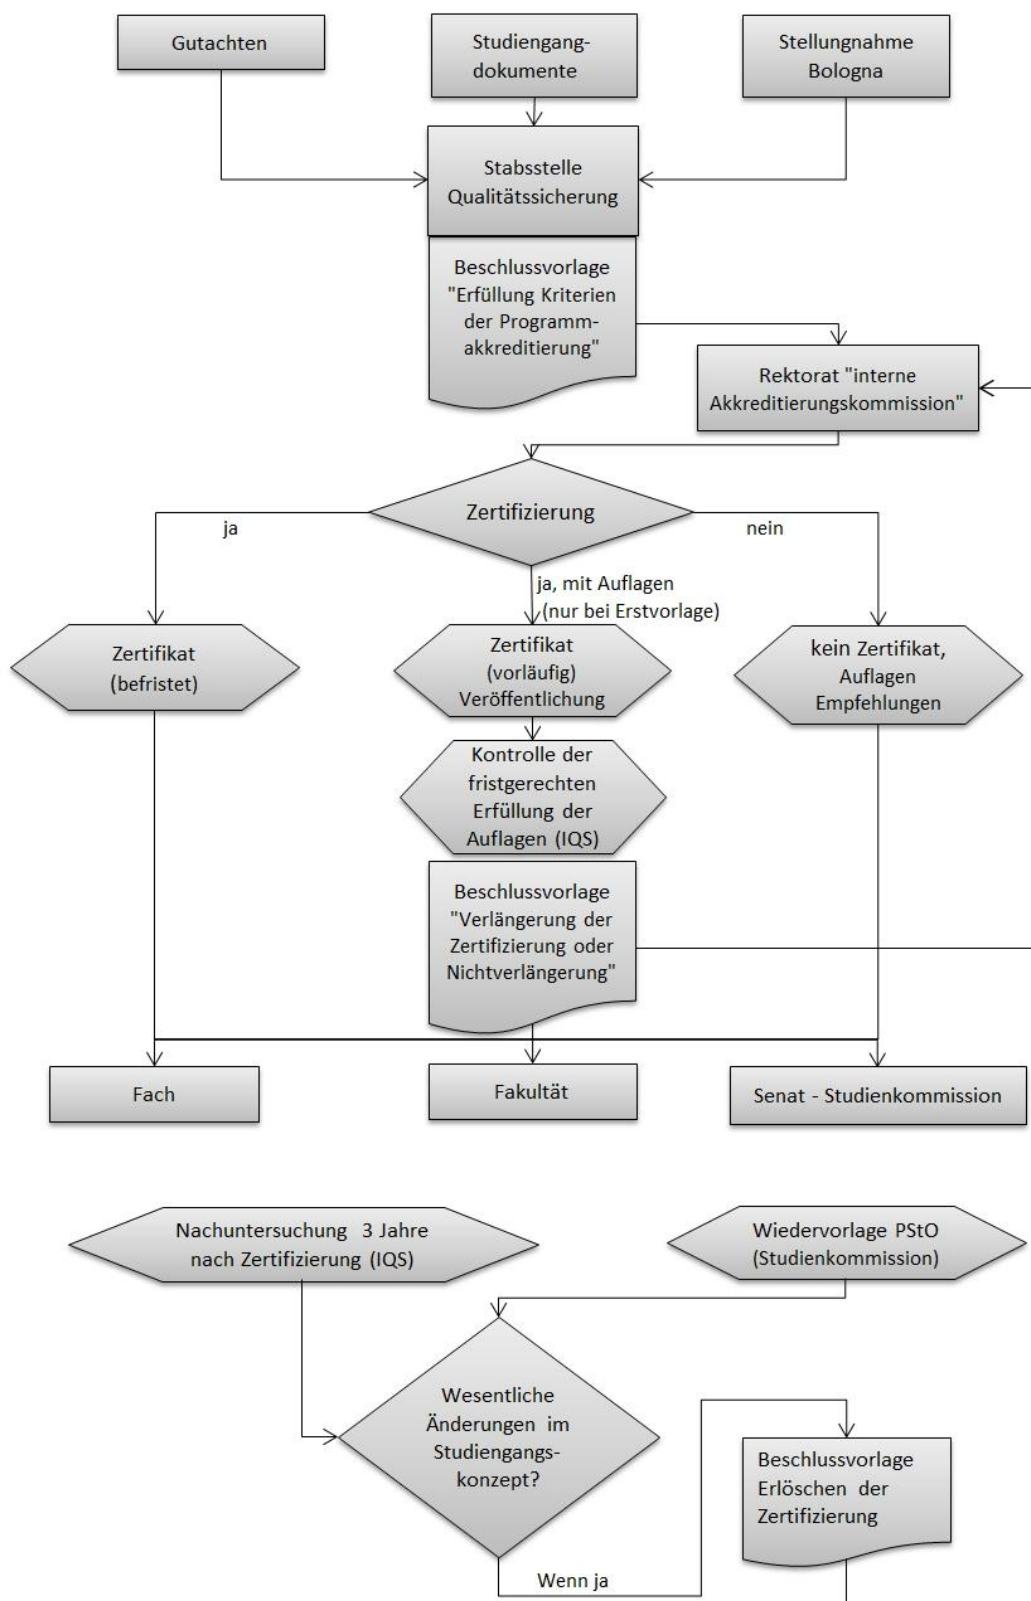 Gutachten
Studiengang-
dokumente
Stellungnahme
Bologna
Stabsstelle
Qualitätssicherung
Beschlussvorlage
"Erfüllung Kriterien
der Programm-
akkreditierung"
Rektorat "interne
Akkreditierungskommission"
Zertifizierung
ja
nein
ja, mit Auflagen
(nur bei Erstvorlage)
Zertifikat
(befristet)
Zertifikat
(vorläufig)
Veröffentlichung
kein Zertifikat,
Auflagen
Empfehlungen
Kontrolle der
fristgerechten
Erfüllung der
Auflagen (IQS)
Beschlussvorlage
"Verlängerung der
Zertifizierung oder
Nichtverlängerung"
Fach
Fakultät
Senat - Studienkommission
Nachuntersuchung 3 Jahre
nach Zertifizierung (IQS)
Wiedervorlage PStO
(Studienkommission)
Wesentliche
Änderungen im
Studiengangs-
konzept?
Beschlussvorlage
Erlöschen der
Zertifizierung
Wenn ja